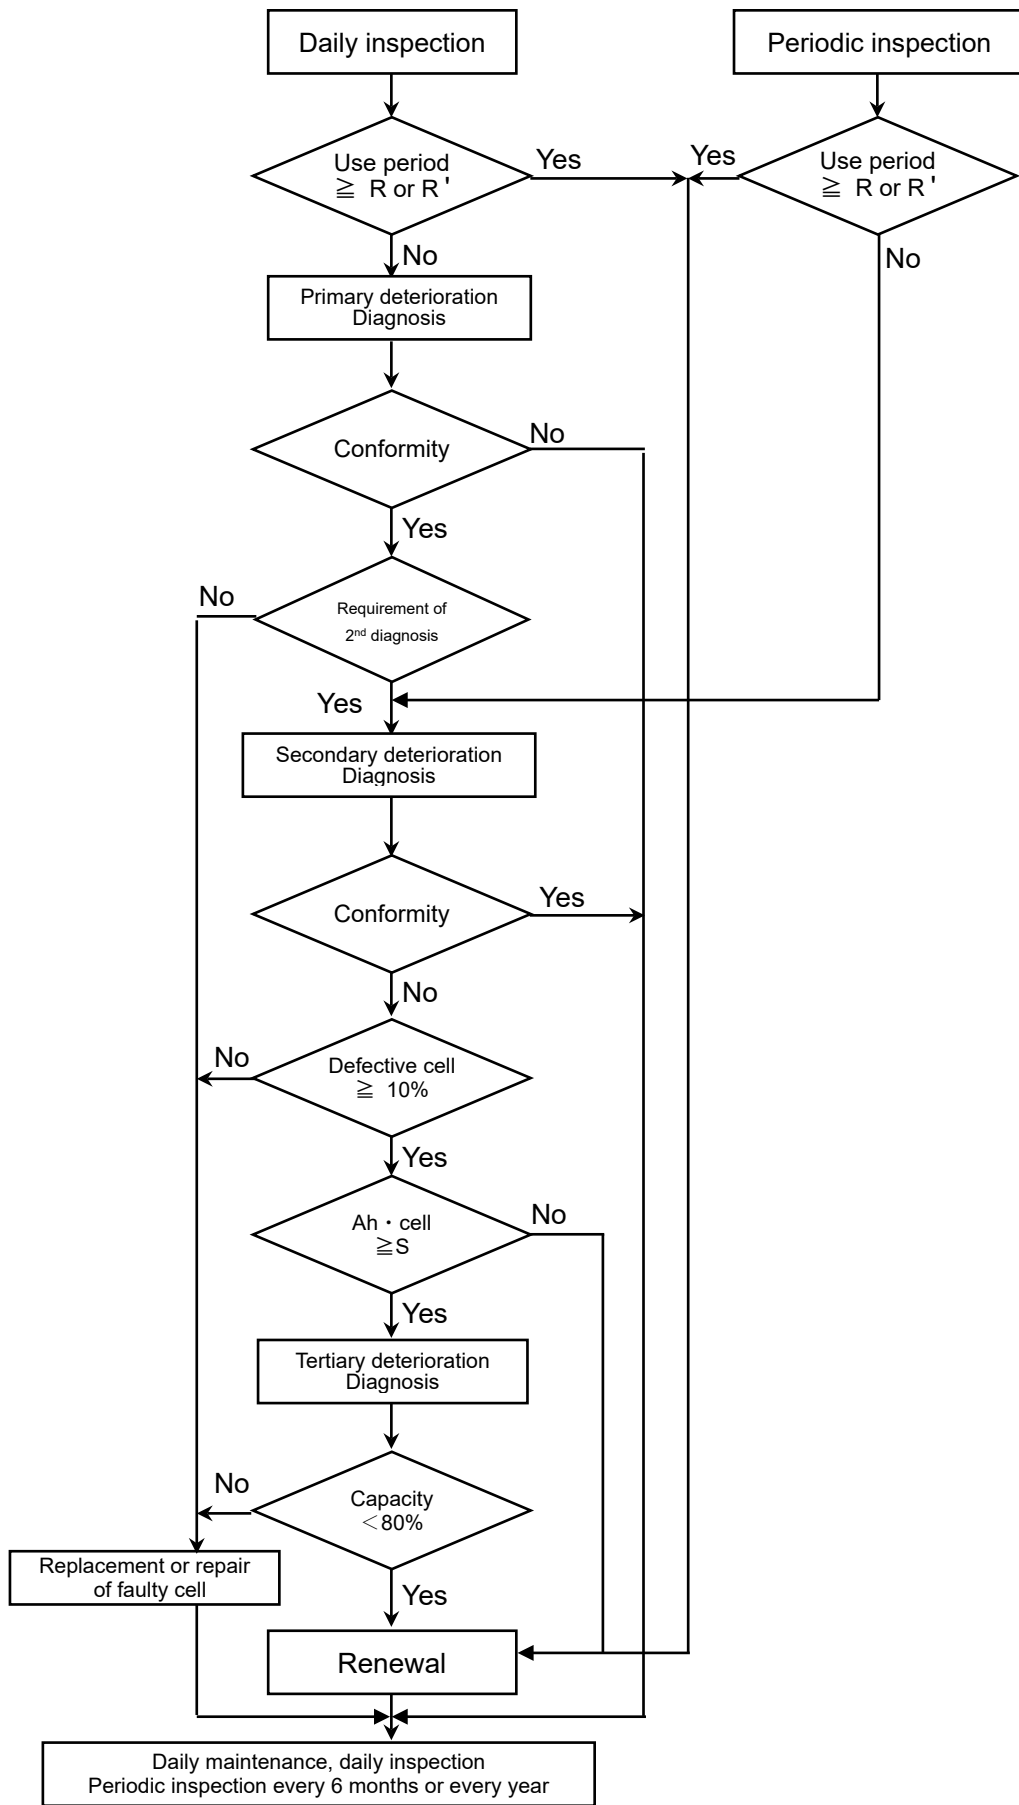 Daily inspection
Periodic inspection
Use period
≧ R or R'
Yes
Yes
Use period
≧ R or R'
No
No
Primary deterioration
Diagnosis
Conformity
No
Yes
No
Requirement of
2nd diagnosis
Yes
Secondary deterioration
Diagnosis
Conformity
Yes
No
No
Defective cell
≧ 10%
Yes
Ah・cell
≧S
No
Yes
Tertiary deterioration
Diagnosis
No
Capacity
＜80%
Replacement or repair
of faulty cell
Yes
Renewal
Daily maintenance, daily inspection
Periodic inspection every 6 months or every year